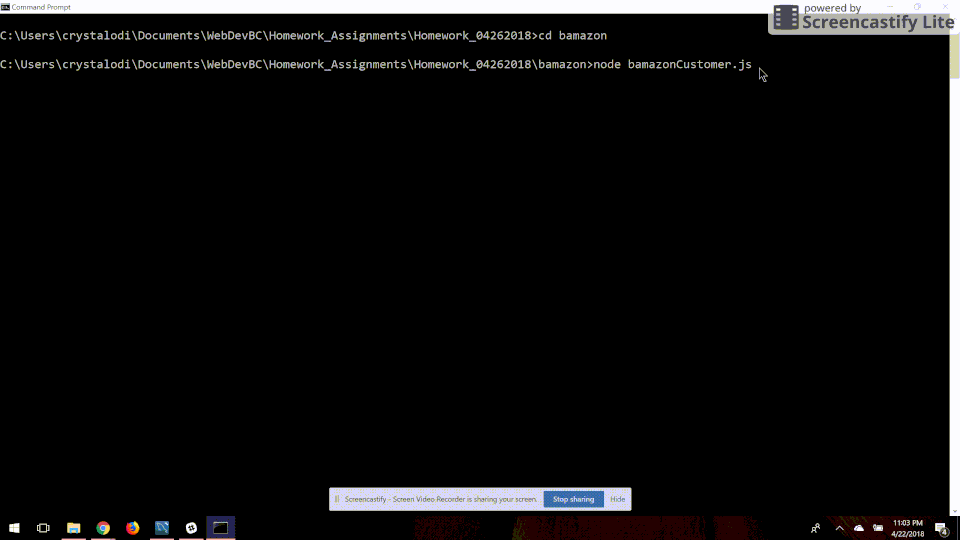 Command Prompt
powered by
Screencastify Lite
C:\Users\crystalodi\Documents\WebDevBC\Homework_Assignments\Homework_04262018>cd bamazon
C:\Users\crystalodi\Documents\WebDevBC\Homework_Assignments\Homework_04262018\bamazon>node bamazonCustomer.js
Screencastify - Screen Video Recorder is sharing your screen.
Stop sharing
Hide
11:03 PM
4/22/2018
4